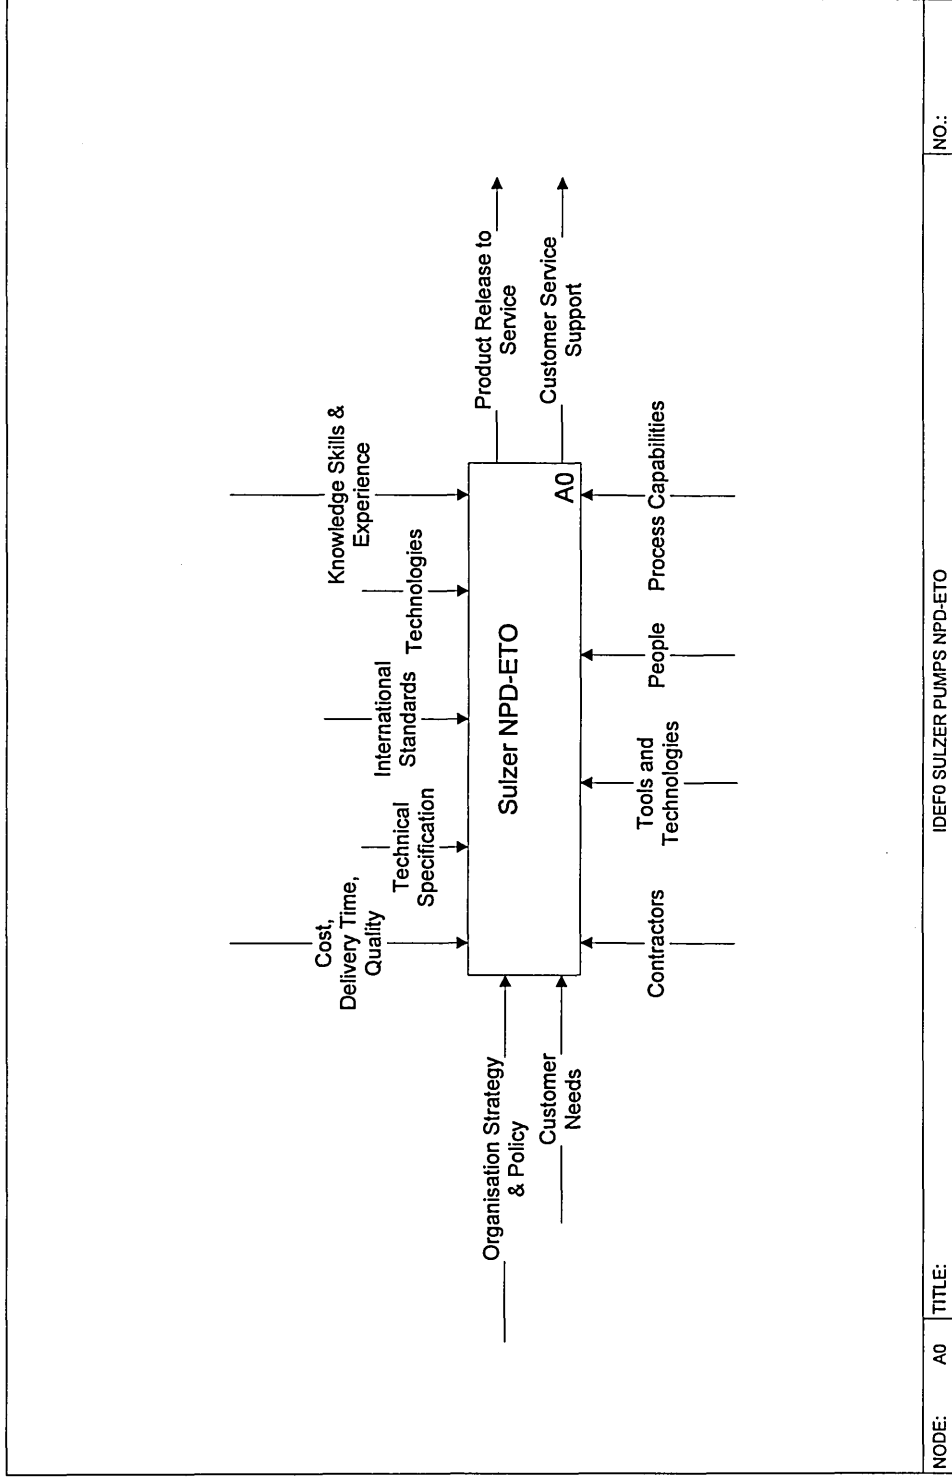 Cost,
Delivery Time,
Quality
Technical
Specification
International
Standards
Technologies
Knowledge Skills &
Experience
Organisation Strategy
& Policy
Customer
Needs
Sulzer NPD-ETO
A0
Product Release to
Service
Customer Service
Support
Contractors
Tools and
Technologies
People
Process Capabilities
NODE: A0 TITLE: IDEF0 SULZER PUMPS NPD-ETO NO.: